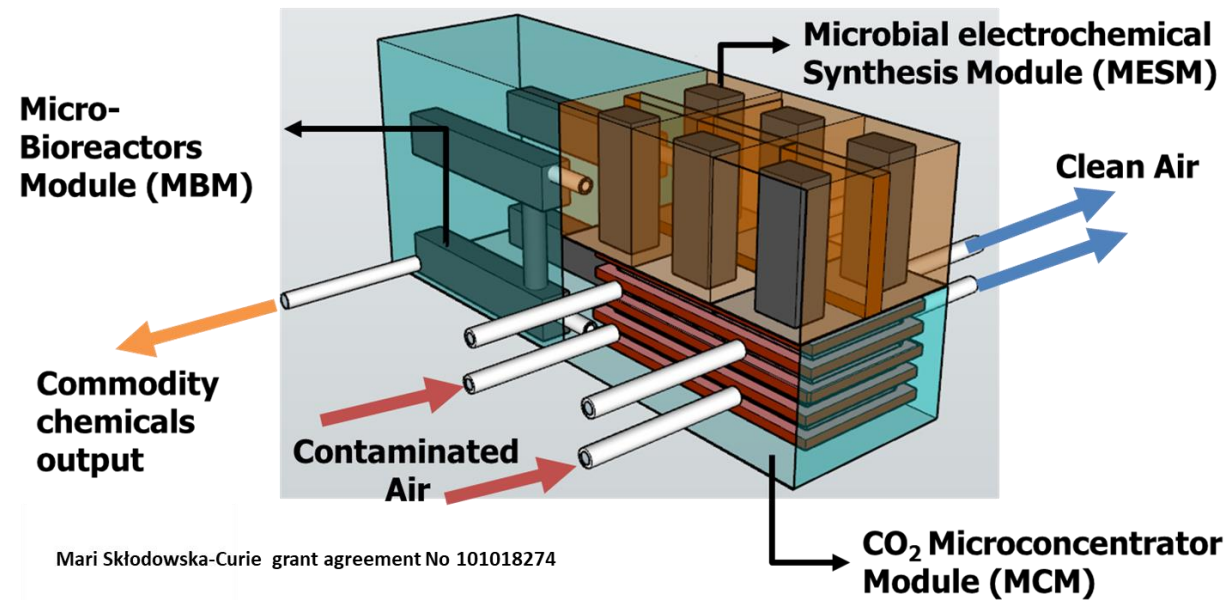 Microbial electrochemical
Synthesis Module (MESM)
Micro-
Bioreactors
Module (MBM)
Clean Air
Commodity
chemicals
output
Contaminated
Air
Mari Skłodowska-Curie grant agreement No 101018274
CO₂ Microconcentrator
Module (MCM)